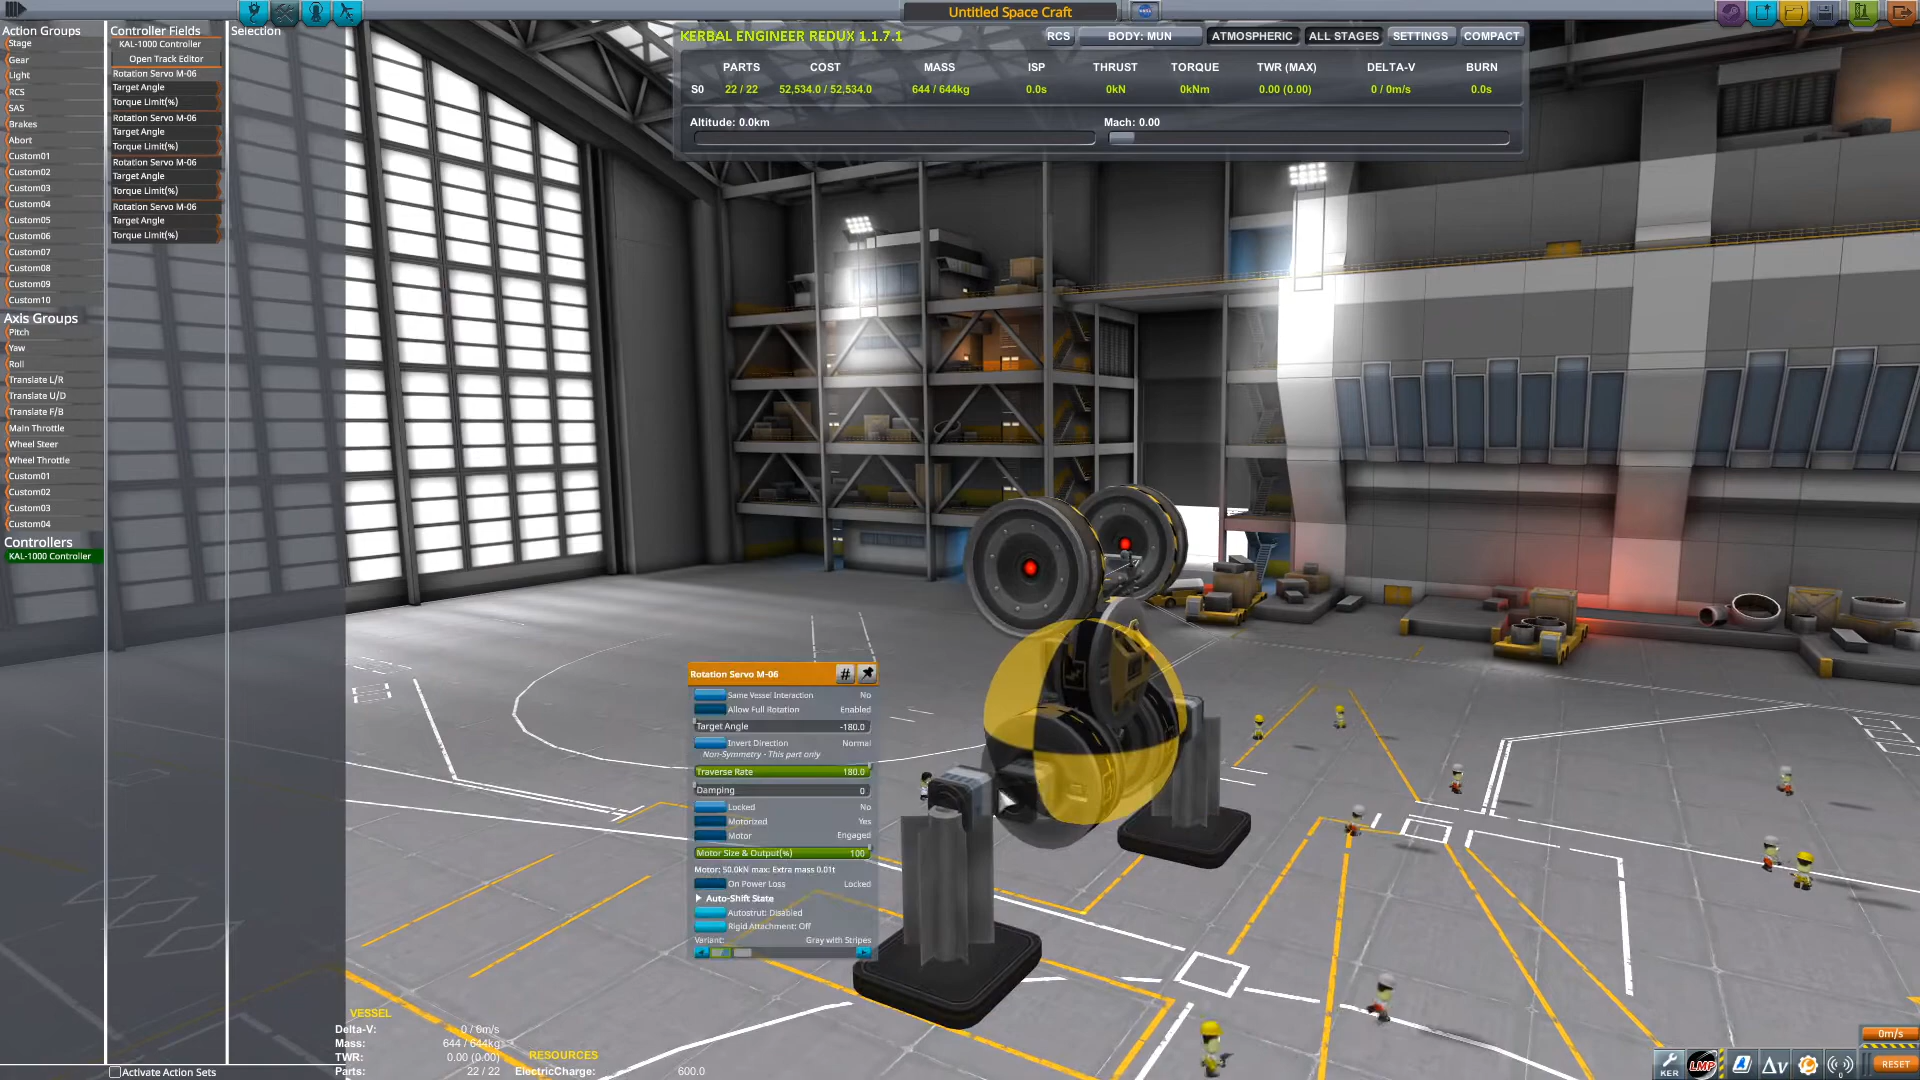 Untitled Space Craft
Action Groups
Stage
Gear
Light
RCS
SAS
Brakes
Abort
Custom01
Custom02
Custom03
Custom04
Custom05
Custom06
Custom07
Custom08
Custom09
Custom10
Axis Groups
Pitch
Yaw
Roll
Translate L/R
Translate U/D
Translate F/B
Main Throttle
Wheel Steer
Wheel Throttle
Custom01
Custom02
Custom03
Custom04
Controllers
KAL-1000 Controller
Controller Fields
KAL-1000 Controller
Open Track Editor
Rotation Servo M-06
Target Angle
Torque Limit(%)
Rotation Servo M-06
Target Angle
Torque Limit(%)
Rotation Servo M-06
Target Angle
Torque Limit(%)
Rotation Servo M-06
Target Angle
Torque Limit(%)
Selection
KERBAL ENGINEER REDUX 1.1.7.1 RCS BODY: MUN ATMOSPHERIC ALL STAGES SETTINGS COMPACT
PARTS COST MASS ISP THRUST TORQUE TWR (MAX) DELTA-V BURN
S0 22 / 22 52,534.0 / 52,534.0 644 / 644kg 0.0s 0kN 0kNm 0.00 (0.00) 0 / 0m/s 0.0s
Altitude: 0.0km Mach: 0.00
Rotation Servo M-06 #
Same Vessel Interaction No
Allow Full Rotation Enabled
Target Angle -180.0
Invert Direction Normal
Non-Symmetry - This part only
Traverse Rate 180.0
Damping 0
Locked No
Motorized Yes
Motor Engaged
Motor Size & Output(%) 100
Motor: 50.0kN max: Extra mass 0.01t
On Power Loss Locked
Auto-Shift State
Autostrut: Disabled
Rigid Attachment: Off
Variant: Gray with Stripes
VESSEL
Delta-V: 0 / 0m/s
Mass: 644 / 644kg
TWR: 0.00 (0.00)
Parts: 22 / 22
RESOURCES
ElectricCharge: 600.0
Activate Action Sets
0m/s
KER
LMP
Δv
0
RESET